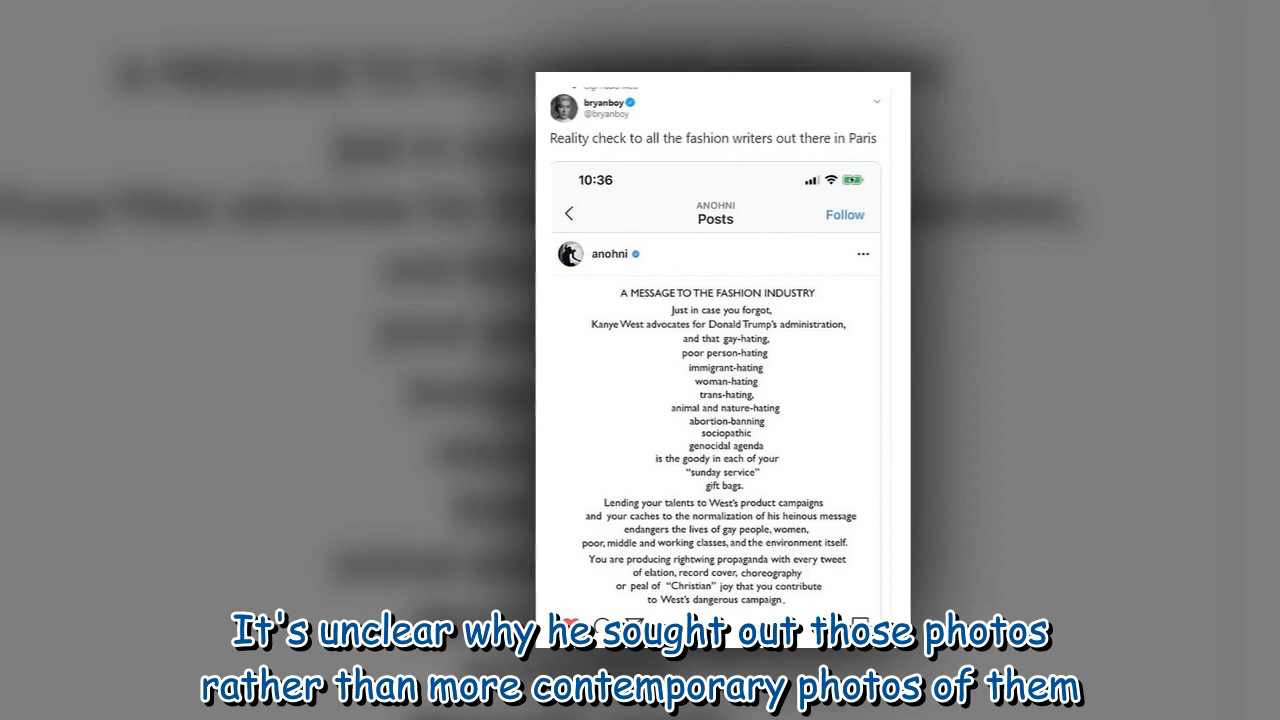 bryanboy
@bryanboy
Reality check to all the fashion writers out there in Paris
10:36
ANOHNI
Posts
Follow
anohni
A MESSAGE TO THE FASHION INDUSTRY
Just in case you forgot,
Kanye West advocates for Donald Trump's administration,
and that gay-hating,
poor person-hating
immigrant-hating
woman-hating
trans-hating,
animal and nature-hating
abortion-banning
sociopathic
genocidal agenda
is the goody in each of your
"sunday service"
gift bags.
Lending your talents to West's product campaigns
and your caches to the normalization of his heinous message
endangers the lives of gay people, women,
poor, middle and working classes, and the environment itself.
You are producing rightwing propaganda with every tweet
of elation, record cover, choreography
or peal of "Christian" joy that you contribute
to West's dangerous campaign.
It's unclear why he sought out those photos
rather than more contemporary photos of them